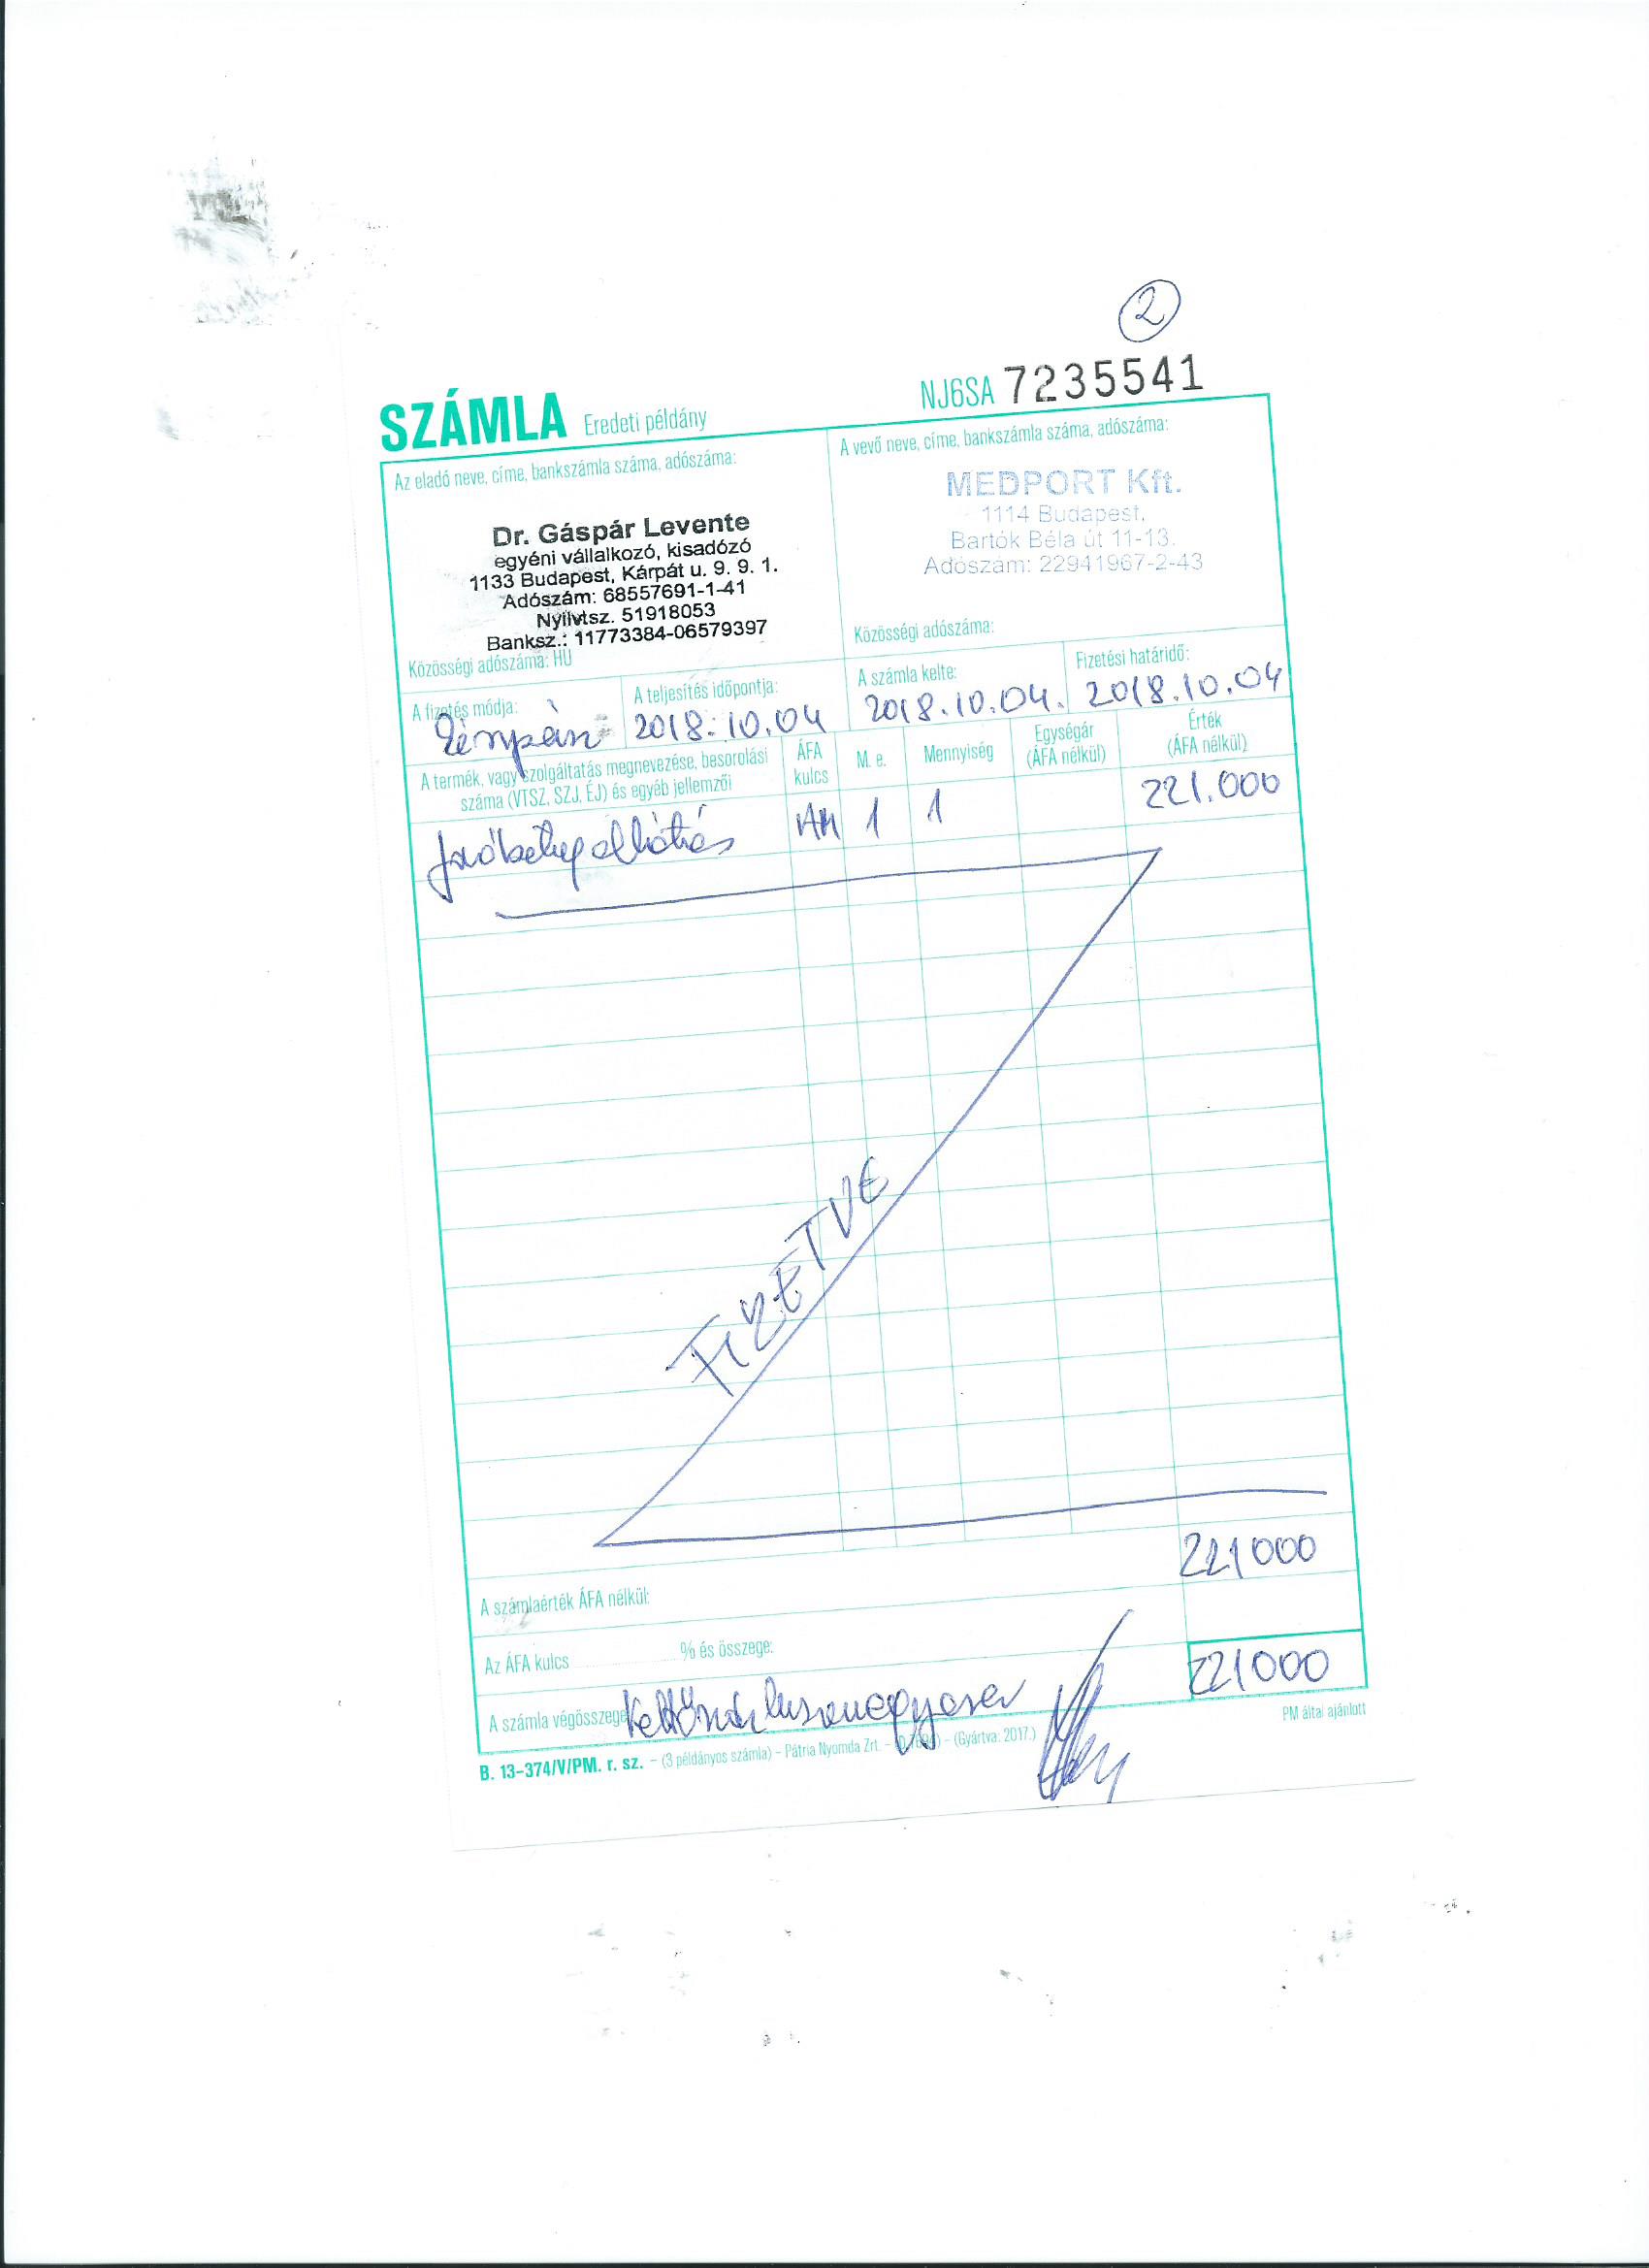 2
SZÁMLA Eredeti példány
NJ6SA 7235541
Az eladó neve, címe, bankszámla száma, adószáma:
Dr. Gáspár Levente
egyéni vállalkozó, kisadózó
1133 Budapest, Kárpát u. 9. 9. 1.
Adószám: 68557691-1-41
Nyilvtsz. 51918053
Banksz.: 11773384-06579397
Közösségi adószáma: HU
A vevő neve, címe, bankszámla száma, adószáma:
MEDPORT Kft.
1114 Budapest,
Bartók Béla út 11-13.
Adószám: 22941967-2-43
Közösségi adószáma:
A fizetés módja:
A teljesítés időpontja:
2018.10.04
A számla kelte:
2018.10.04.
Fizetési határidő:
2018.10.04
A termék, vagy szolgáltatás megnevezése, besorolási
száma (VTSZ, SZJ, ÉJ) és egyéb jellemzői
ÁFA
kulcs
M. e.
Mennyiség
Egységár
(ÁFA nélkül)
Érték
(ÁFA nélkül)
járóbetegellátás AM 1 1 221.000
FIZETVE
A számlaérték ÁFA nélkül: 221000
Az ÁFA kulcs % és összege:
A számla végösszege 221000
B. 13-374/V/PM. r. sz. – (3 példányos számla) – Pátria Nyomda Zrt. – (Gyártva: 2017.)
PM által ajánlott